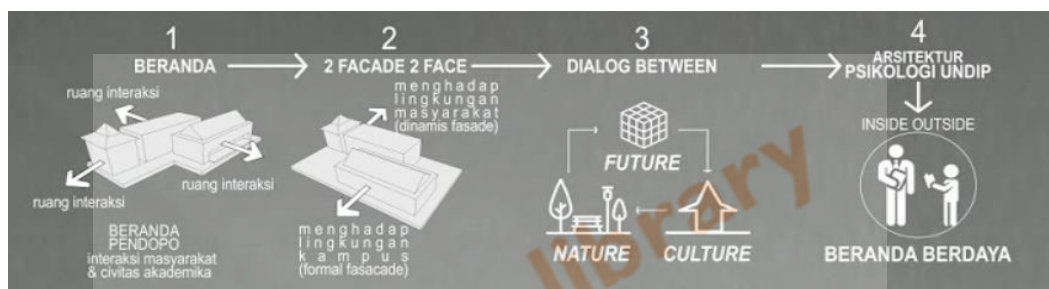 1
BERANDA
ruang interaksi
ruang interaksi
ruang interaksi
BERANDA
PENDOPO
interaksi masyarakat
& civitas akademika
2
2 FACADE 2 FACE
menghadap
lingkungan
masyarakat
(dinamis fasade)
menghadap
lingkungan
kampus
(formal fasacade)
3
DIALOG BETWEEN
FUTURE
NATURE
CULTURE
4
ARSITEKTUR
PSIKOLOGI UNDIP
INSIDE OUTSIDE
BERANDA BERDAYA
library